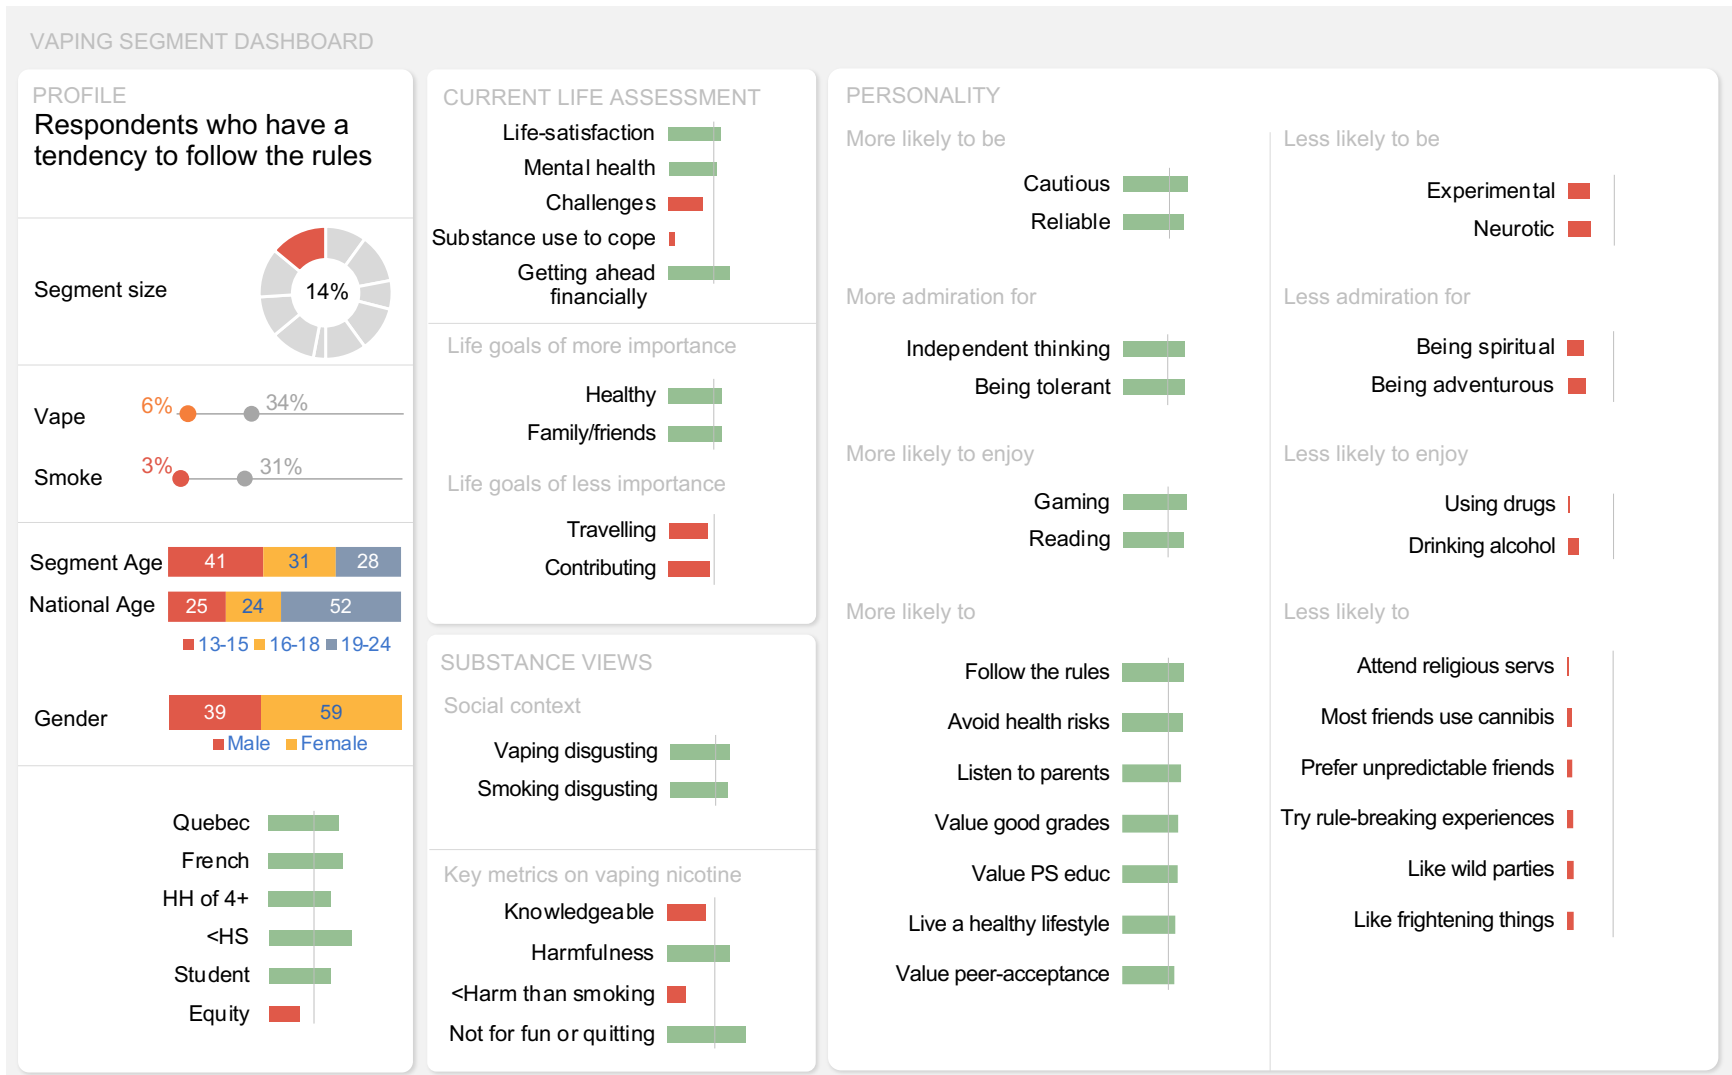 VAPING SEGMENT DASHBOARD
PROFILE
Respondents who have a
tendency to follow the rules
Segment size
14%
Vape
6%
34%
Smoke
3%
31%
Segment Age
41
31
28
National Age
25
24
52
13-15
16-18
19-24
Gender
39
59
Male
Female
Quebec
French
HH of 4+
<HS
Student
Equity
CURRENT LIFE ASSESSMENT
Life-satisfaction
Mental health
Challenges
Substance use to cope
Getting ahead
financially
Life goals of more importance
Healthy
Family/friends
Life goals of less importance
Travelling
Contributing
SUBSTANCE VIEWS
Social context
Vaping disgusting
Smoking disgusting
Key metrics on vaping nicotine
Knowledgeable
Harmfulness
<Harm than smoking
Not for fun or quitting
PERSONALITY
More likely to be
Cautious
Reliable
More admiration for
Independent thinking
Being tolerant
More likely to enjoy
Gaming
Reading
More likely to
Follow the rules
Avoid health risks
Listen to parents
Value good grades
Value PS educ
Live a healthy lifestyle
Value peer-acceptance
Less likely to be
Experimental
Neurotic
Less admiration for
Being spiritual
Being adventurous
Less likely to enjoy
Using drugs
Drinking alcohol
Less likely to
Attend religious servs
Most friends use cannibis
Prefer unpredictable friends
Try rule-breaking experiences
Like wild parties
Like frightening things